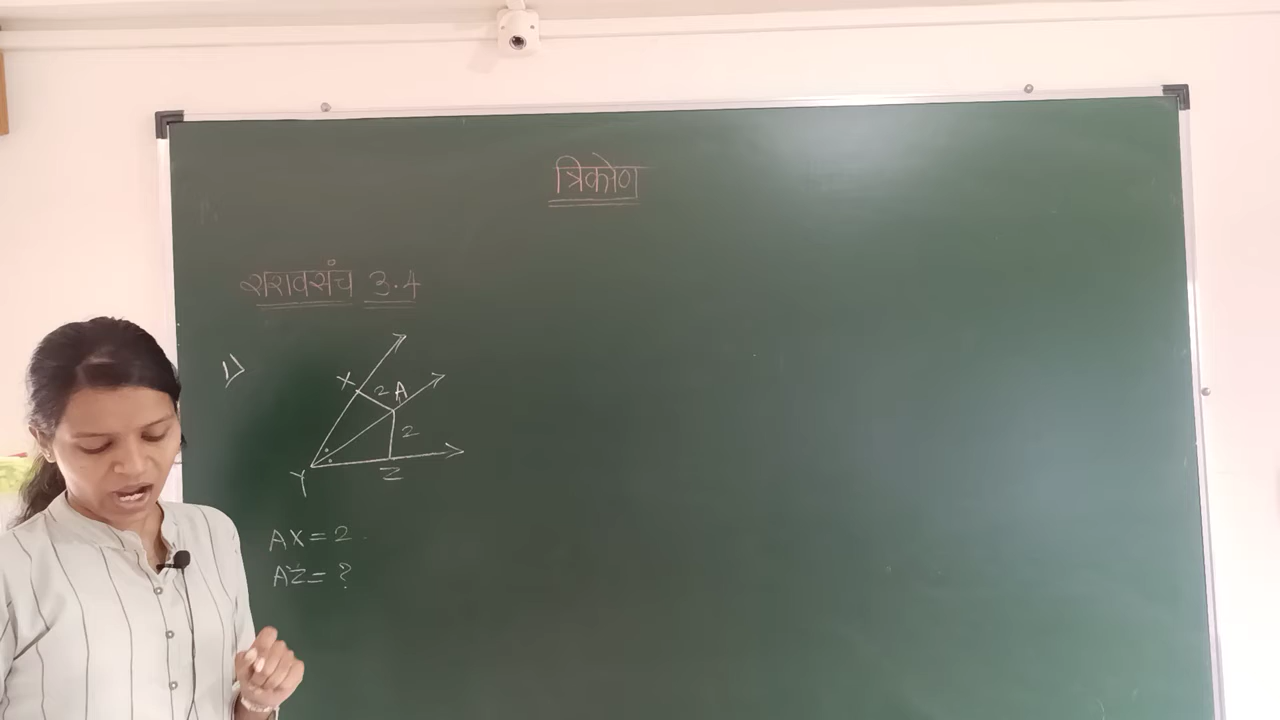 त्रिकोण
सरावसंच 3.4
1)
X
2 A
2
Y
Z
AX = 2
AZ = ?